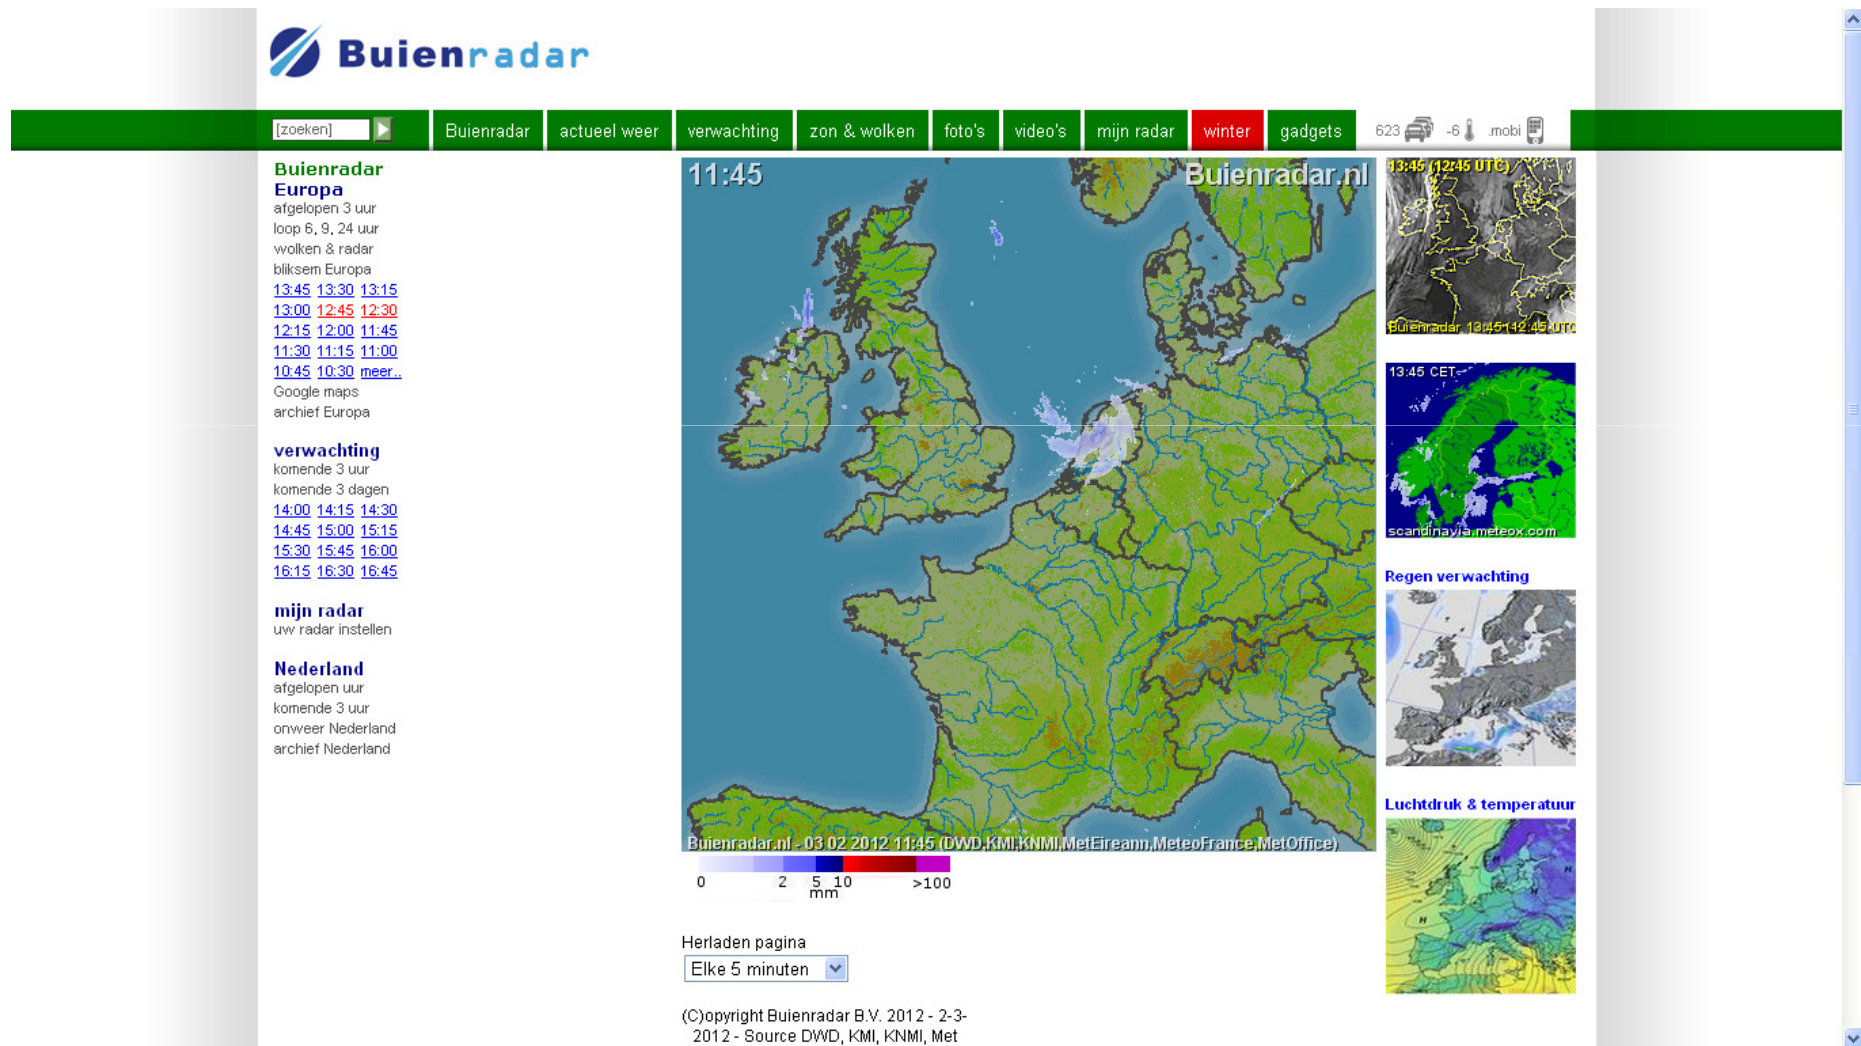 Buienradar
[zoeken]
Buienradar actueel weer verwachting zon & wolken foto's video's mijn radar winter gadgets 623 -6 .mobi
Buienradar
Europa
afgelopen 3 uur
loop 6, 9, 24 uur
wolken & radar
bliksem Europa
13:45 13:30 13:15
13:00 12:45 12:30
12:15 12:00 11:45
11:30 11:15 11:00
10:45 10:30 meer..
Google maps
archief Europa
verwachting
komende 3 uur
komende 3 dagen
14:00 14:15 14:30
14:45 15:00 15:15
15:30 15:45 16:00
16:15 16:30 16:45
mijn radar
uw radar instellen
Nederland
afgelopen uur
komende 3 uur
onweer Nederland
archief Nederland
11:45 Buienradar.nl
Buienradar.nl - 03 02 2012 11:45 (DWD,KMI,KNMI,MetEireann,MeteoFrance,MetOffice)
0 2 5 10 >100
mm
Herladen pagina
Elke 5 minuten
(C)opyright Buienradar B.V. 2012 - 2-3-
2012 - Source DWD, KMI, KNMI, Met
13:45 (12:45 UTC)
Buienradar 13:45 (12:45 UTC
13:45 CET
scandinavia.meteox.com
Regen verwachting
Luchtdruk & temperatuur
H
H